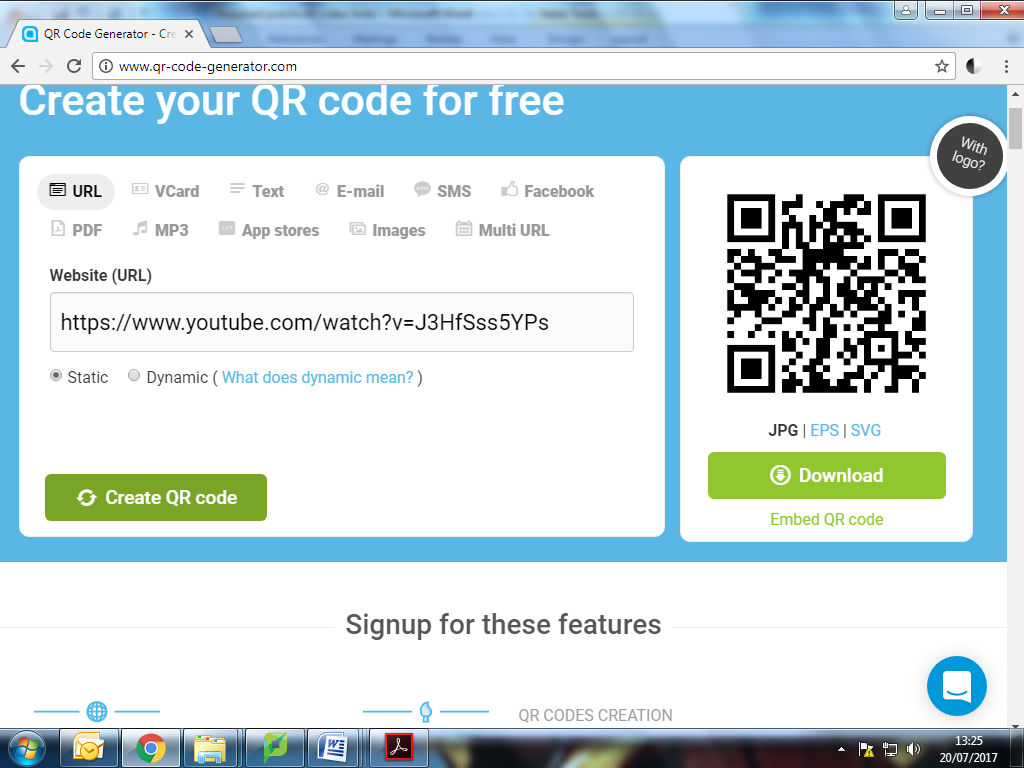 QR Code Generator - Cre
www.qr-code-generator.com
Create your QR code for free
With
logo?
URL VCard Text E-mail SMS Facebook
PDF MP3 App stores Images Multi URL
Website (URL)
https://www.youtube.com/watch?v=J3HfSss5YPs
Static Dynamic ( What does dynamic mean? )
Create QR code
JPG | EPS | SVG
Download
Embed QR code
Signup for these features
QR CODES CREATION
13:25
20/07/2017